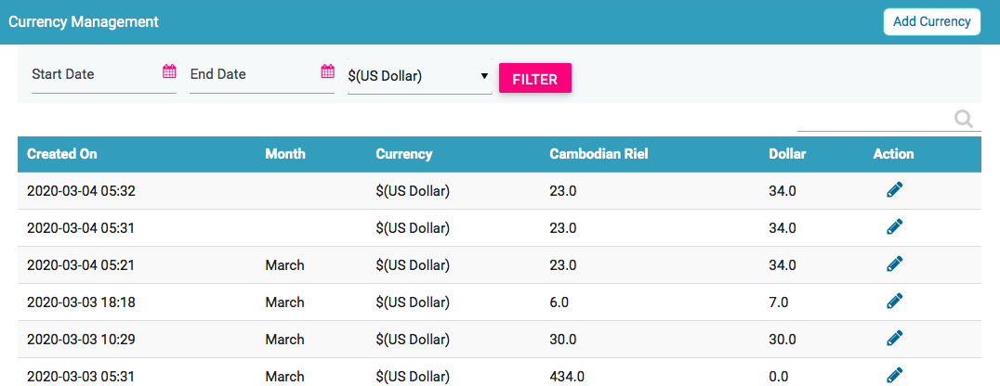 Currency Management Add Currency
Start Date End Date $(US Dollar) FILTER
Created On Month Currency Cambodian Riel Dollar Action
2020-03-04 05:32 $(US Dollar) 23.0 34.0
2020-03-04 05:31 $(US Dollar) 23.0 34.0
2020-03-04 05:21 March $(US Dollar) 23.0 34.0
2020-03-03 18:18 March $(US Dollar) 6.0 7.0
2020-03-03 10:29 March $(US Dollar) 30.0 30.0
2020-03-03 05:31 March $(US Dollar) 434.0 0.0